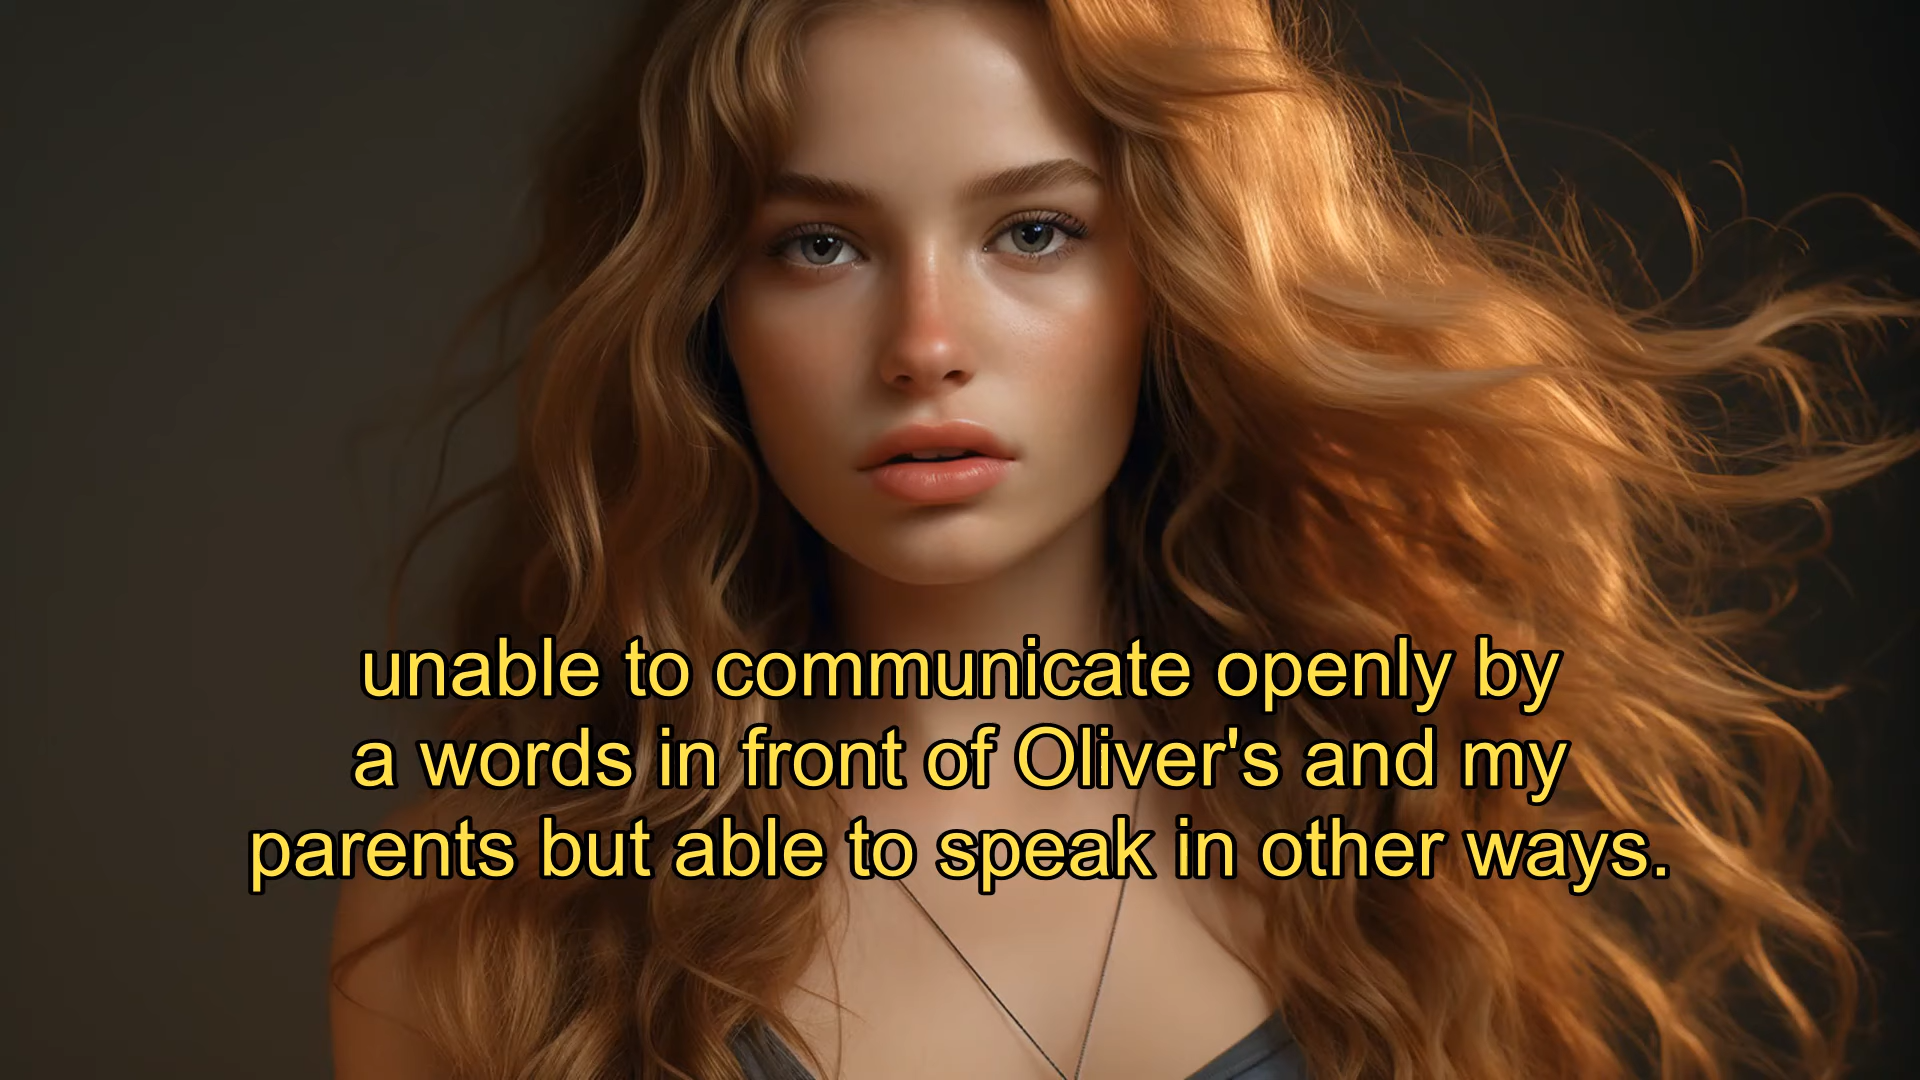 unable to communicate openly by
a words in front of Oliver's and my
parents but able to speak in other ways.